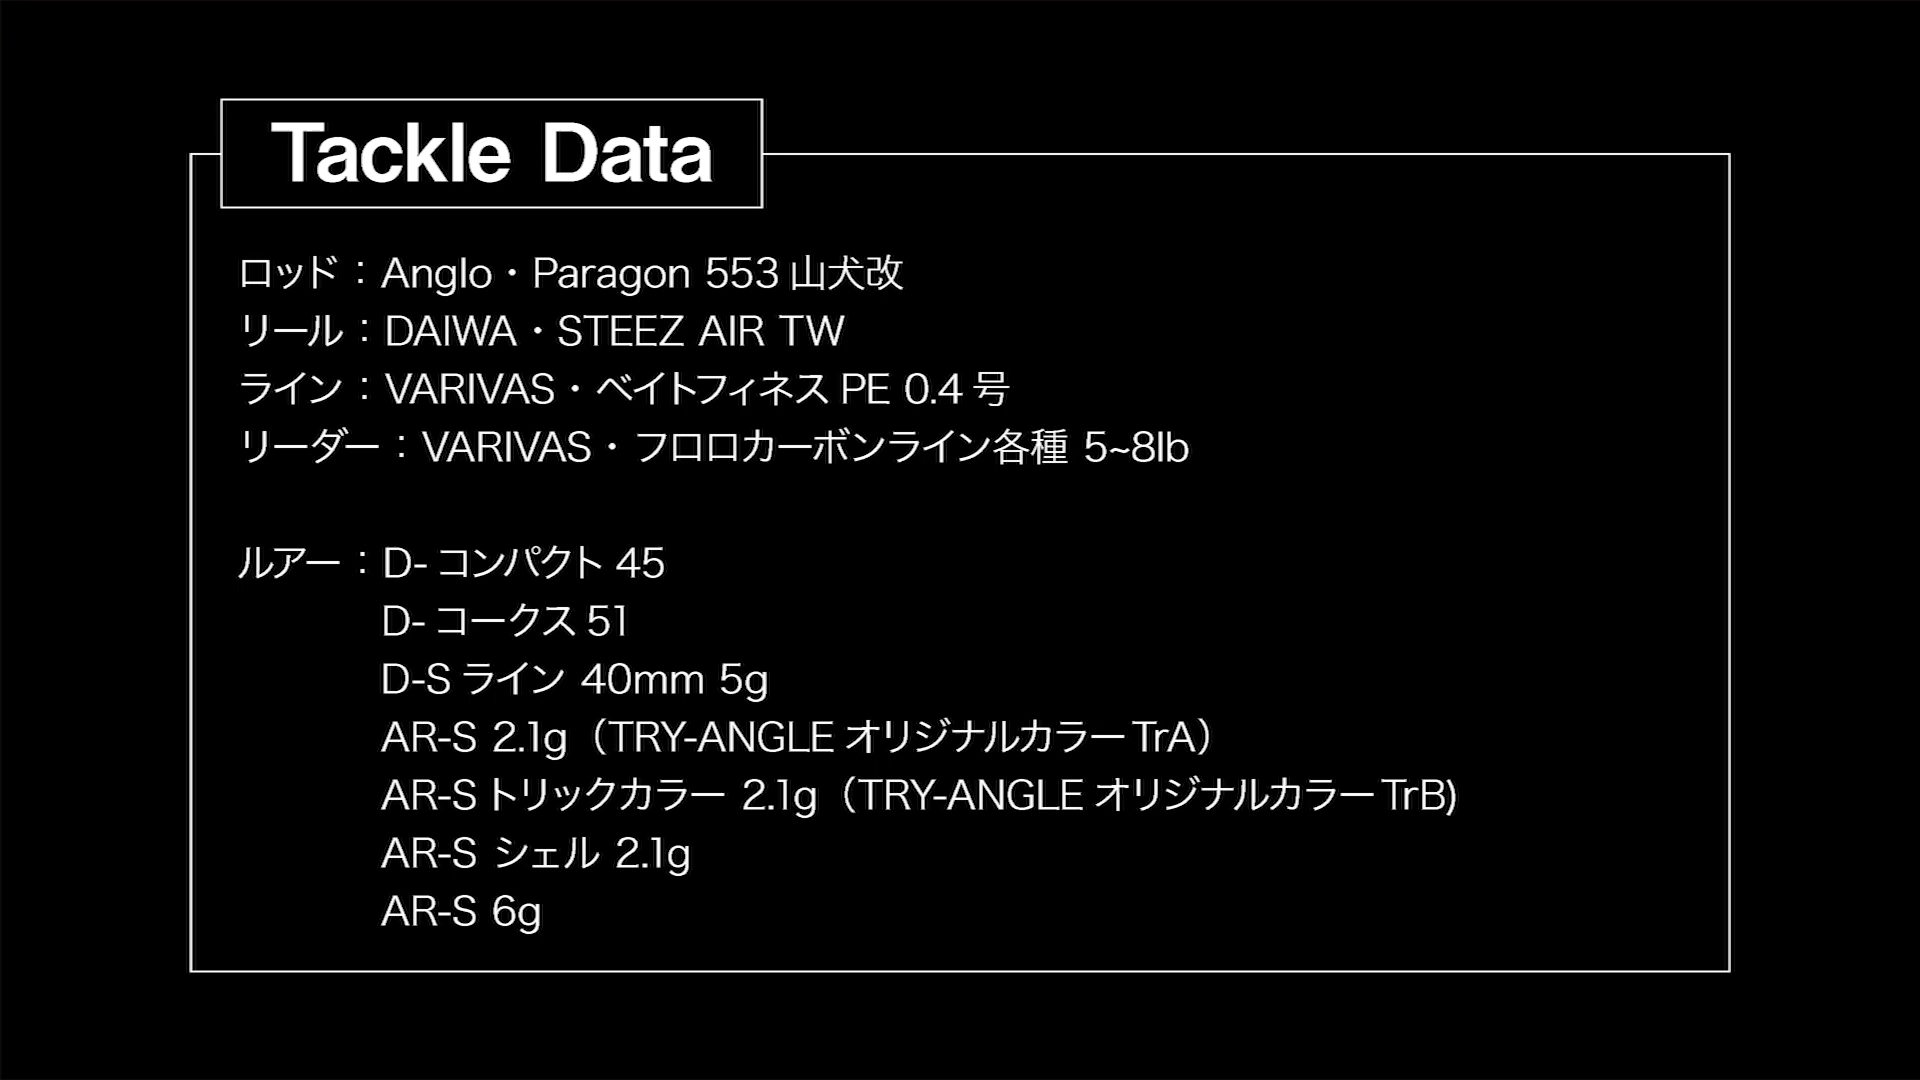 Tackle Data
ロッド：Anglo・Paragon 553 山犬改
リール：DAIWA・STEEZ AIR TW
ライン：VARIVAS・ベイトフィネス PE 0.4 号
リーダー：VARIVAS・フロロカーボンライン各種 5~8lb
ルアー：D- コンパクト 45
D- コークス 51
D-S ライン 40mm 5g
AR-S 2.1g（TRY-ANGLE オリジナルカラー TrA）
AR-S トリックカラー 2.1g（TRY-ANGLE オリジナルカラー TrB)
AR-S シェル 2.1g
AR-S 6g